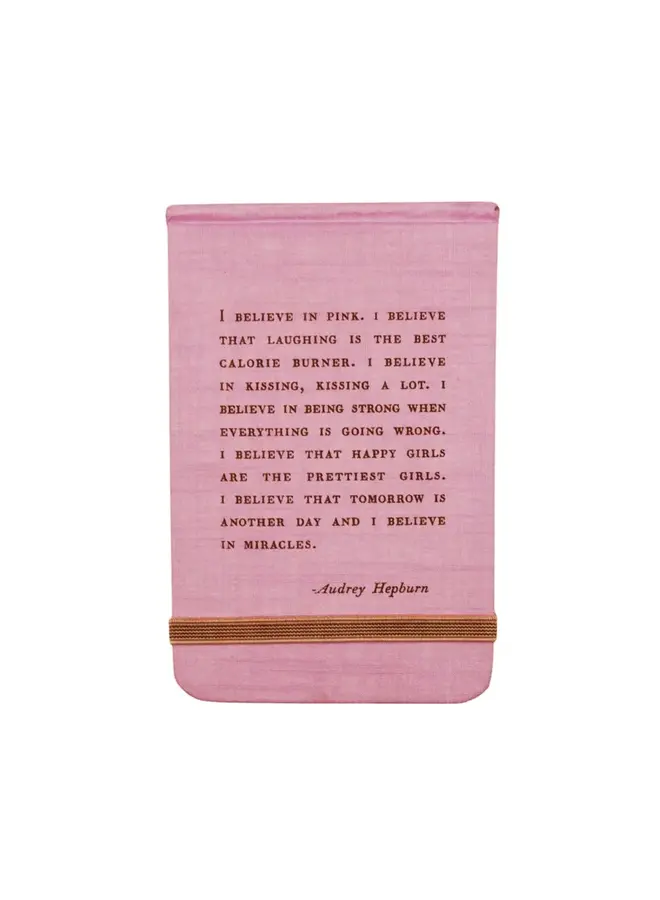 I BELIEVE IN PINK. I BELIEVE
THAT LAUGHING IS THE BEST
CALORIE BURNER. I BELIEVE
IN KISSING, KISSING A LOT. I
BELIEVE IN BEING STRONG WHEN
EVERYTHING IS GOING WRONG.
I BELIEVE THAT HAPPY GIRLS
ARE THE PRETTIEST GIRLS.
I BELIEVE THAT TOMORROW IS
ANOTHER DAY AND I BELIEVE
IN MIRACLES.
-Audrey Hepburn